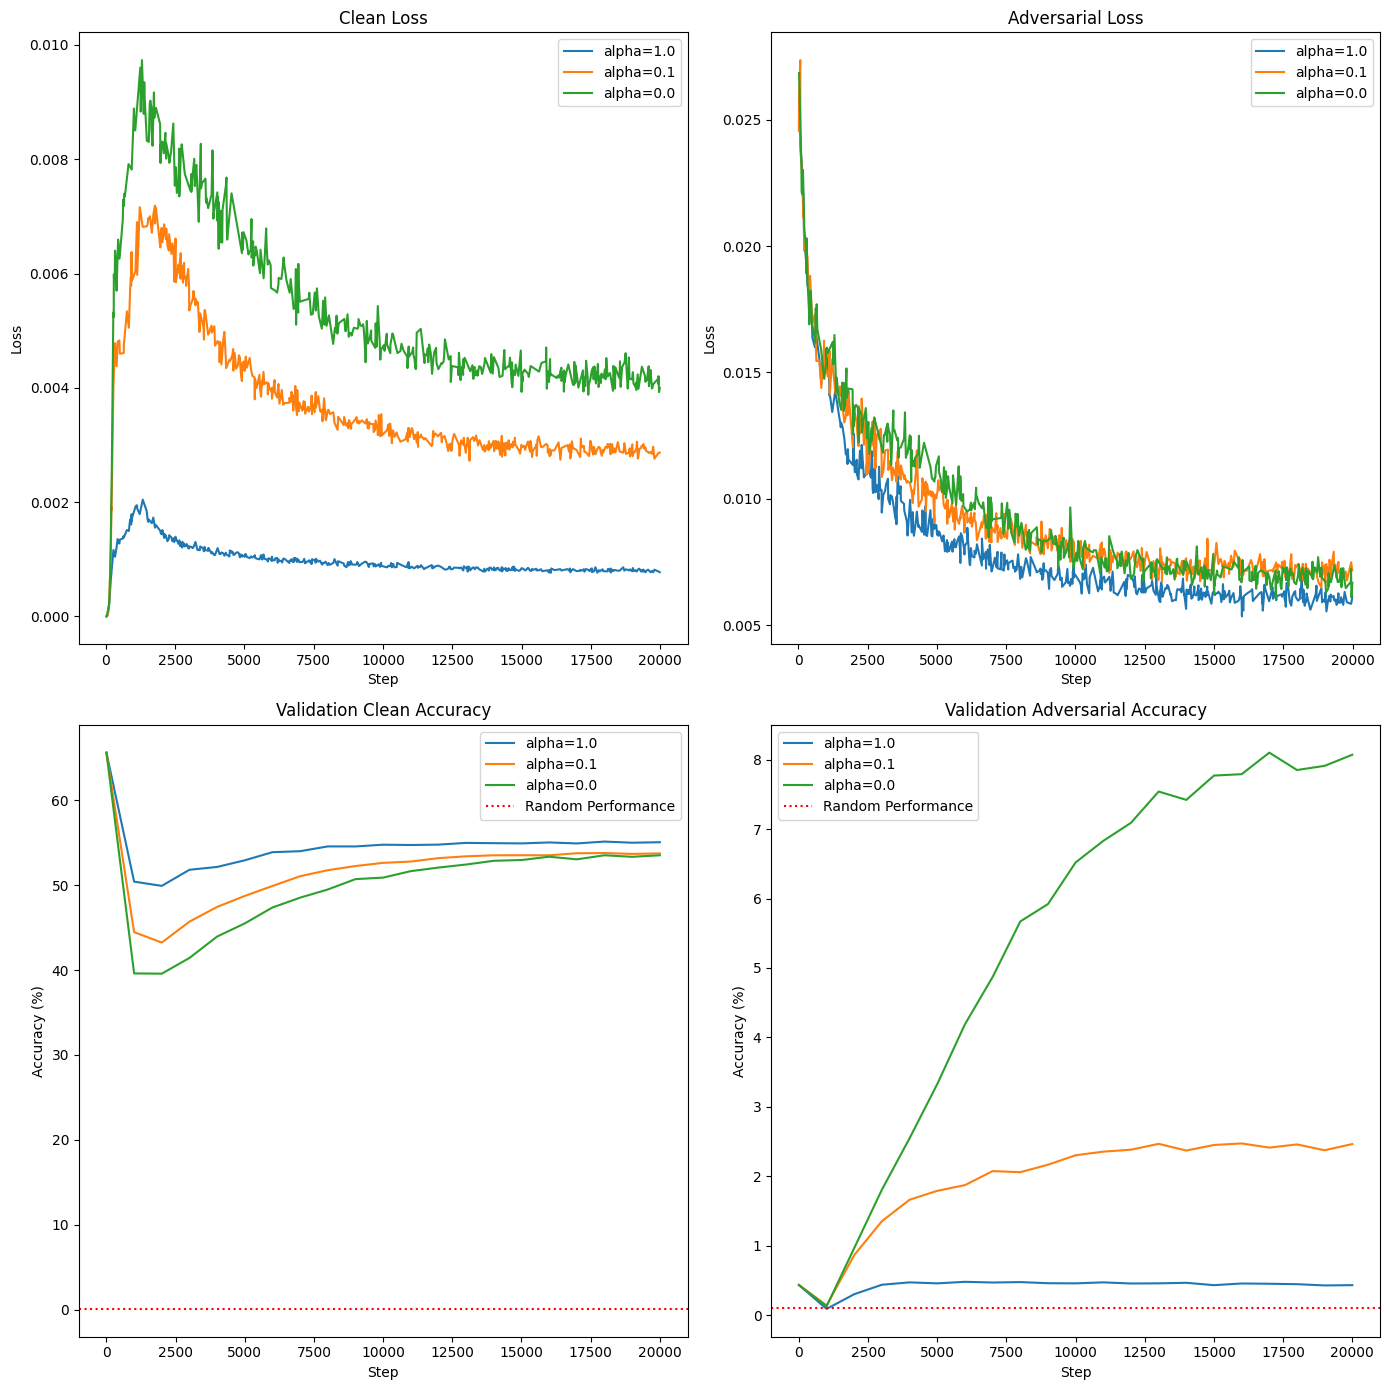 Clean Loss
Loss
0.010
0.008
0.006
0.004
0.002
0.000
alpha=1.0
alpha=0.1
alpha=0.0
0 2500 5000 7500 10000 12500 15000 17500 20000
Step
Adversarial Loss
Loss
0.025
0.020
0.015
0.010
0.005
alpha=1.0
alpha=0.1
alpha=0.0
0 2500 5000 7500 10000 12500 15000 17500 20000
Step
Validation Clean Accuracy
Accuracy (%)
60
50
40
30
20
10
0
alpha=1.0
alpha=0.1
alpha=0.0
Random Performance
0 2500 5000 7500 10000 12500 15000 17500 20000
Step
Validation Adversarial Accuracy
Accuracy (%)
8
7
6
5
4
3
2
1
0
alpha=1.0
alpha=0.1
alpha=0.0
Random Performance
0 2500 5000 7500 10000 12500 15000 17500 20000
Step